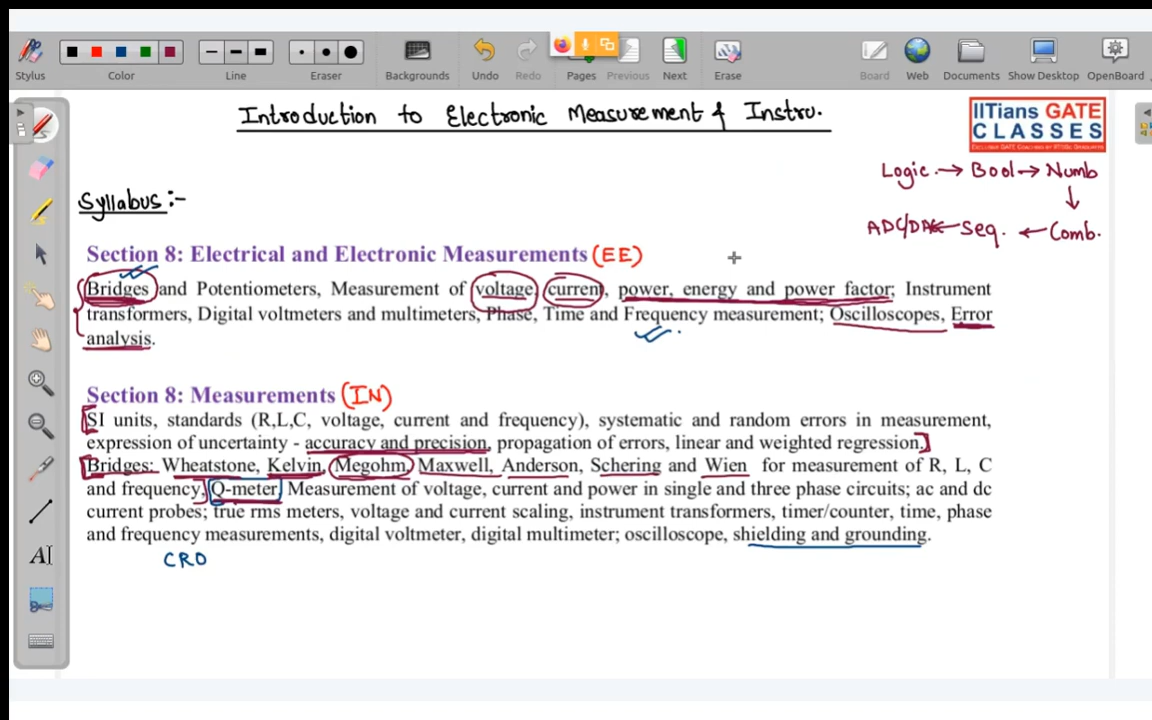 Stylus Color Line Eraser Backgrounds Undo Redo Pages Previous Next Erase Board Web Documents Show Desktop OpenBoard
Introduction to Electronic Measurement & Instru.
IITians GATE
CLASSES
EXCLUSIVE GATE COACHING BY IIT/IISC GRADUATES
Logic → Bool → Numb
ADC/DAC ← Seq. ← Comb.
Syllabus :-
Section 8: Electrical and Electronic Measurements (EE)
Bridges and Potentiometers, Measurement of voltage, current, power, energy and power factor; Instrument
transformers, Digital voltmeters and multimeters, Phase, Time and Frequency measurement; Oscilloscopes, Error
analysis.
Section 8: Measurements (IN)
SI units, standards (R,L,C, voltage, current and frequency), systematic and random errors in measurement,
expression of uncertainty - accuracy and precision, propagation of errors, linear and weighted regression.
Bridges: Wheatstone, Kelvin, Megohm, Maxwell, Anderson, Schering and Wien for measurement of R, L, C
and frequency, Q-meter. Measurement of voltage, current and power in single and three phase circuits; ac and dc
current probes; true rms meters, voltage and current scaling, instrument transformers, timer/counter, time, phase
and frequency measurements, digital voltmeter, digital multimeter; oscilloscope, shielding and grounding.
CRO
A